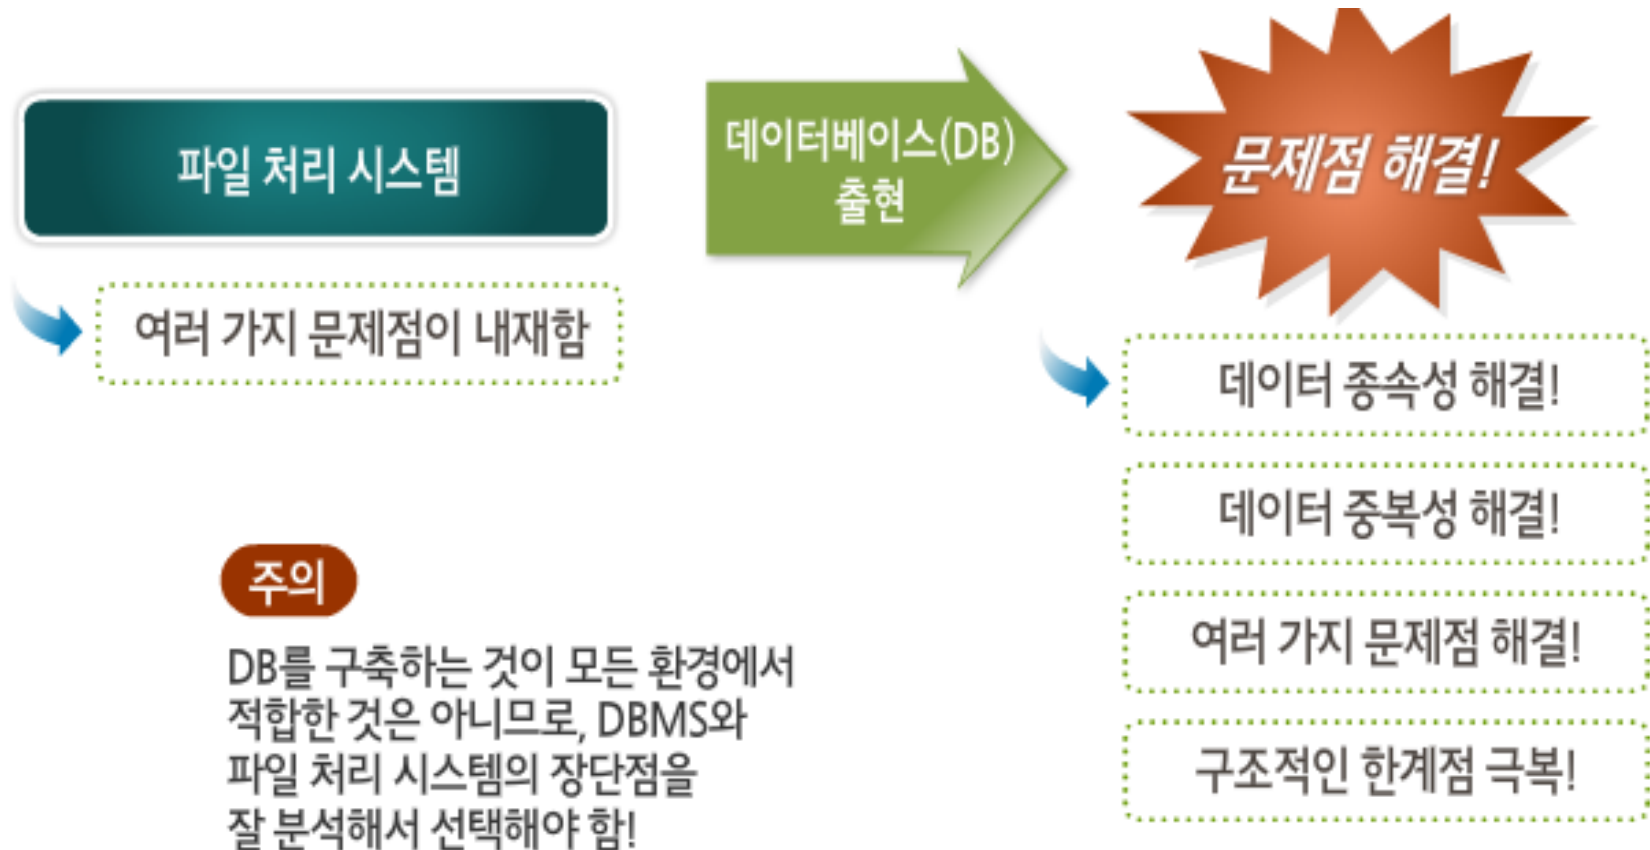 파일 처리 시스템
여러 가지 문제점이 내재함
데이터베이스(DB)
출현
문제점 해결!
데이터 종속성 해결!
데이터 중복성 해결!
여러 가지 문제점 해결!
구조적인 한계점 극복!
주의
DB를 구축하는 것이 모든 환경에서
적합한 것은 아니므로, DBMS와
파일 처리 시스템의 장단점을
잘 분석해서 선택해야 함!